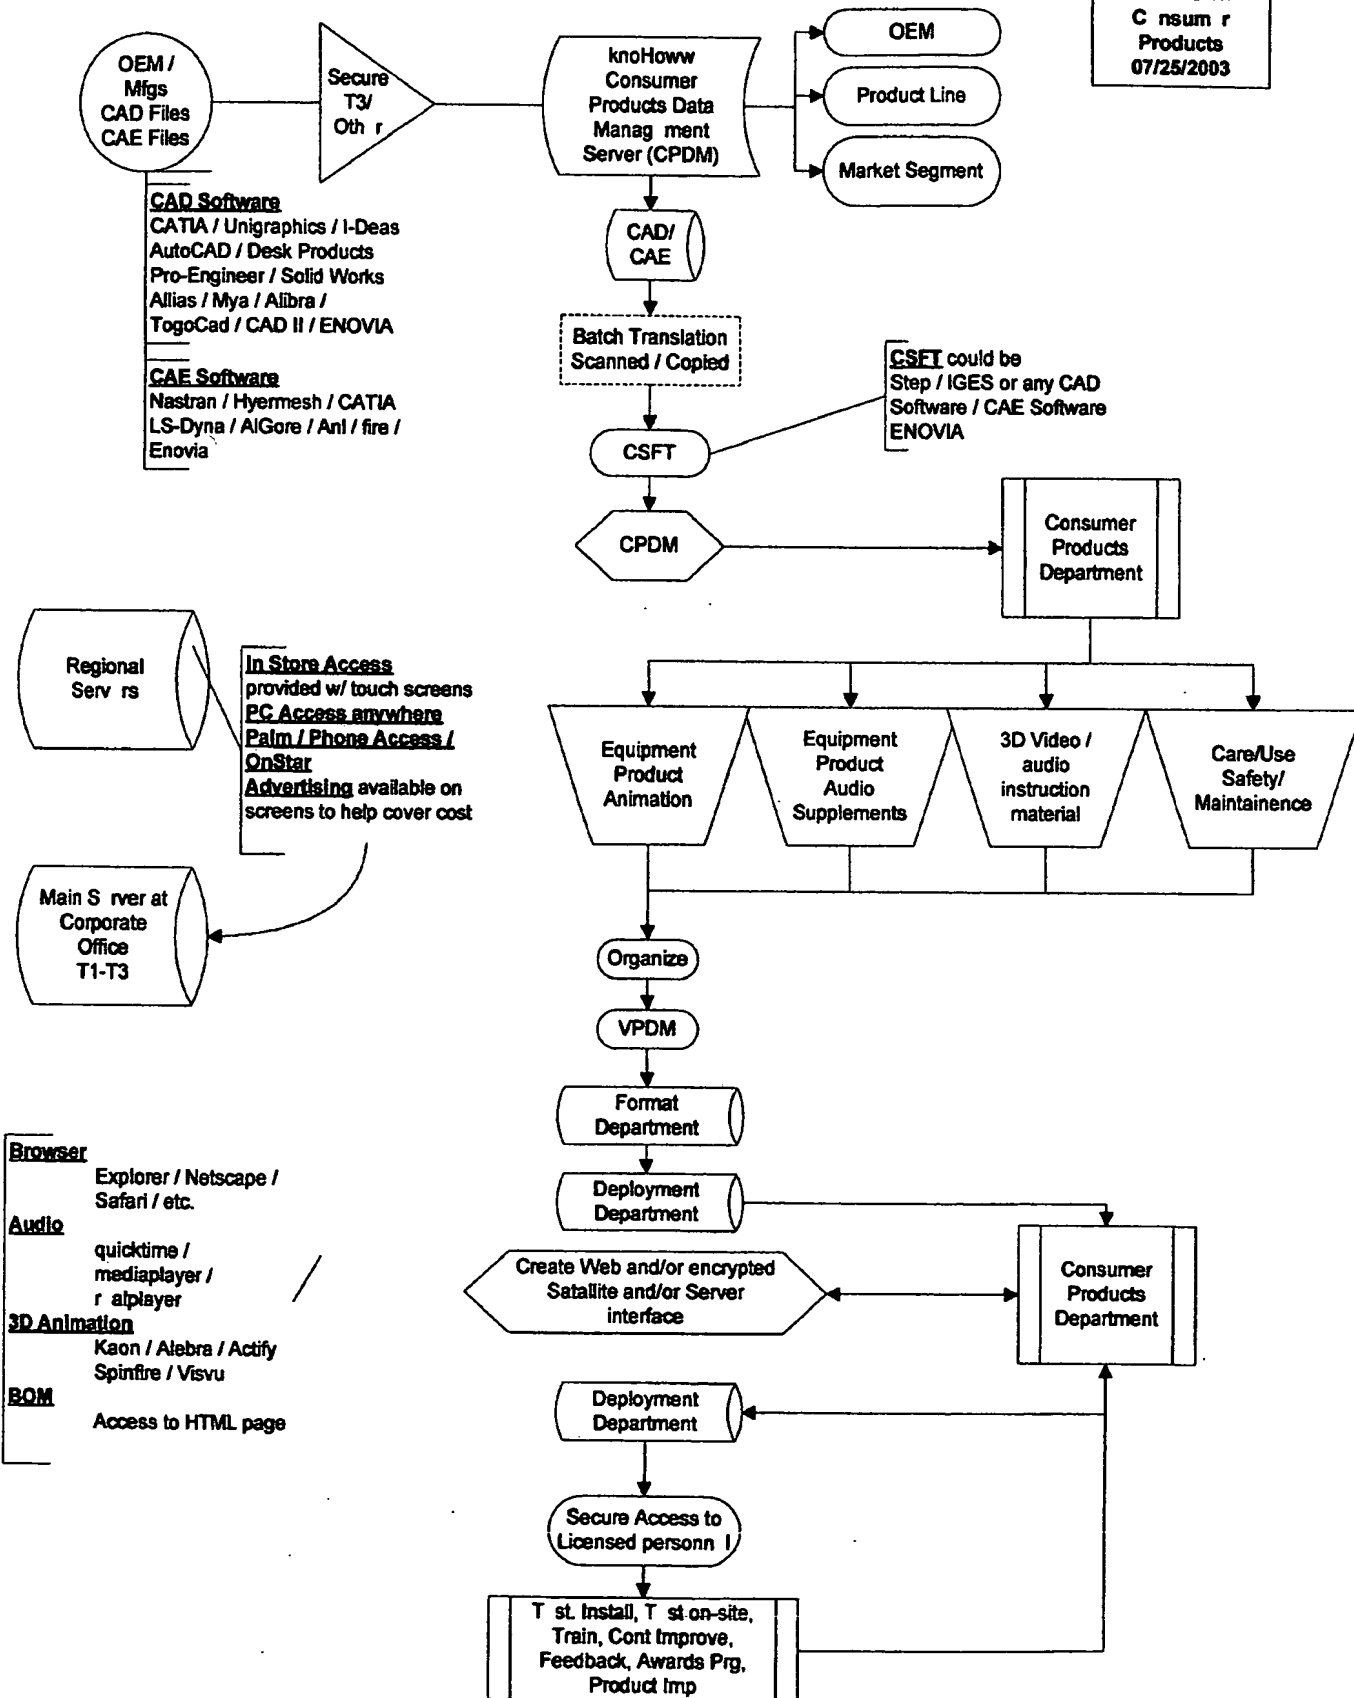 C nsum r
Products
07/25/2003
OEM /
Mfgs
CAD Files
CAE Files
Secure
T3/
Oth r
knoHoww
Consumer
Products Data
Manag ment
Server (CPDM)
OEM
Product Line
Market Segment
CAD Software
CATIA / Unigraphics / I-Deas
AutoCAD / Desk Products
Pro-Engineer / Solid Works
Allias / Mya / Alibra /
TogoCad / CAD II / ENOVIA
CAE Software
Nastran / Hyermesh / CATIA
LS-Dyna / AlGore / Anl / fire /
Enovia
CAD/
CAE
Batch Translation
Scanned / Copied
CSFT
CSFT could be
Step / IGES or any CAD
Software / CAE Software
ENOVIA
CPDM
Consumer
Products
Department
Regional
Serv rs
In Store Access
provided w/ touch screens
PC Access anywhere
Palm / Phone Access /
OnStar
Advertising available on
screens to help cover cost
Main S rver at
Corporate
Office
T1-T3
Equipment
Product
Animation
Equipment
Product
Audio
Supplements
3D Video /
audio
instruction
material
Care/Use
Safety/
Maintainence
Organize
VPDM
Format
Department
Deployment
Department
Create Web and/or encrypted
Satallite and/or Server
interface
Consumer
Products
Department
Browser
Explorer / Netscape /
Safari / etc.
Audio
quicktime /
mediaplayer /
r alplayer
3D Animation
Kaon / Alebra / Actify
Spinfire / Visvu
BOM
Access to HTML page
Deployment
Department
Secure Access to
Licensed personn l
T st. Install, T st on-site,
Train, Cont Improve,
Feedback, Awards Prg,
Product Imp